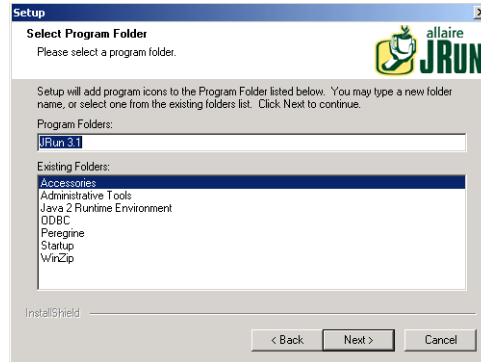 Setup
Select Program Folder
Please select a program folder.
allaire
JRUN
Setup will add program icons to the Program Folder listed below. You may type a new folder
name, or select one from the existing folders list. Click Next to continue.
Program Folders:
JRun 3.1
Existing Folders:
Accessories
Administrative Tools
Java 2 Runtime Environment
ODBC
Peregrine
Startup
WinZip
InstallShield
< Back
Next >
Cancel